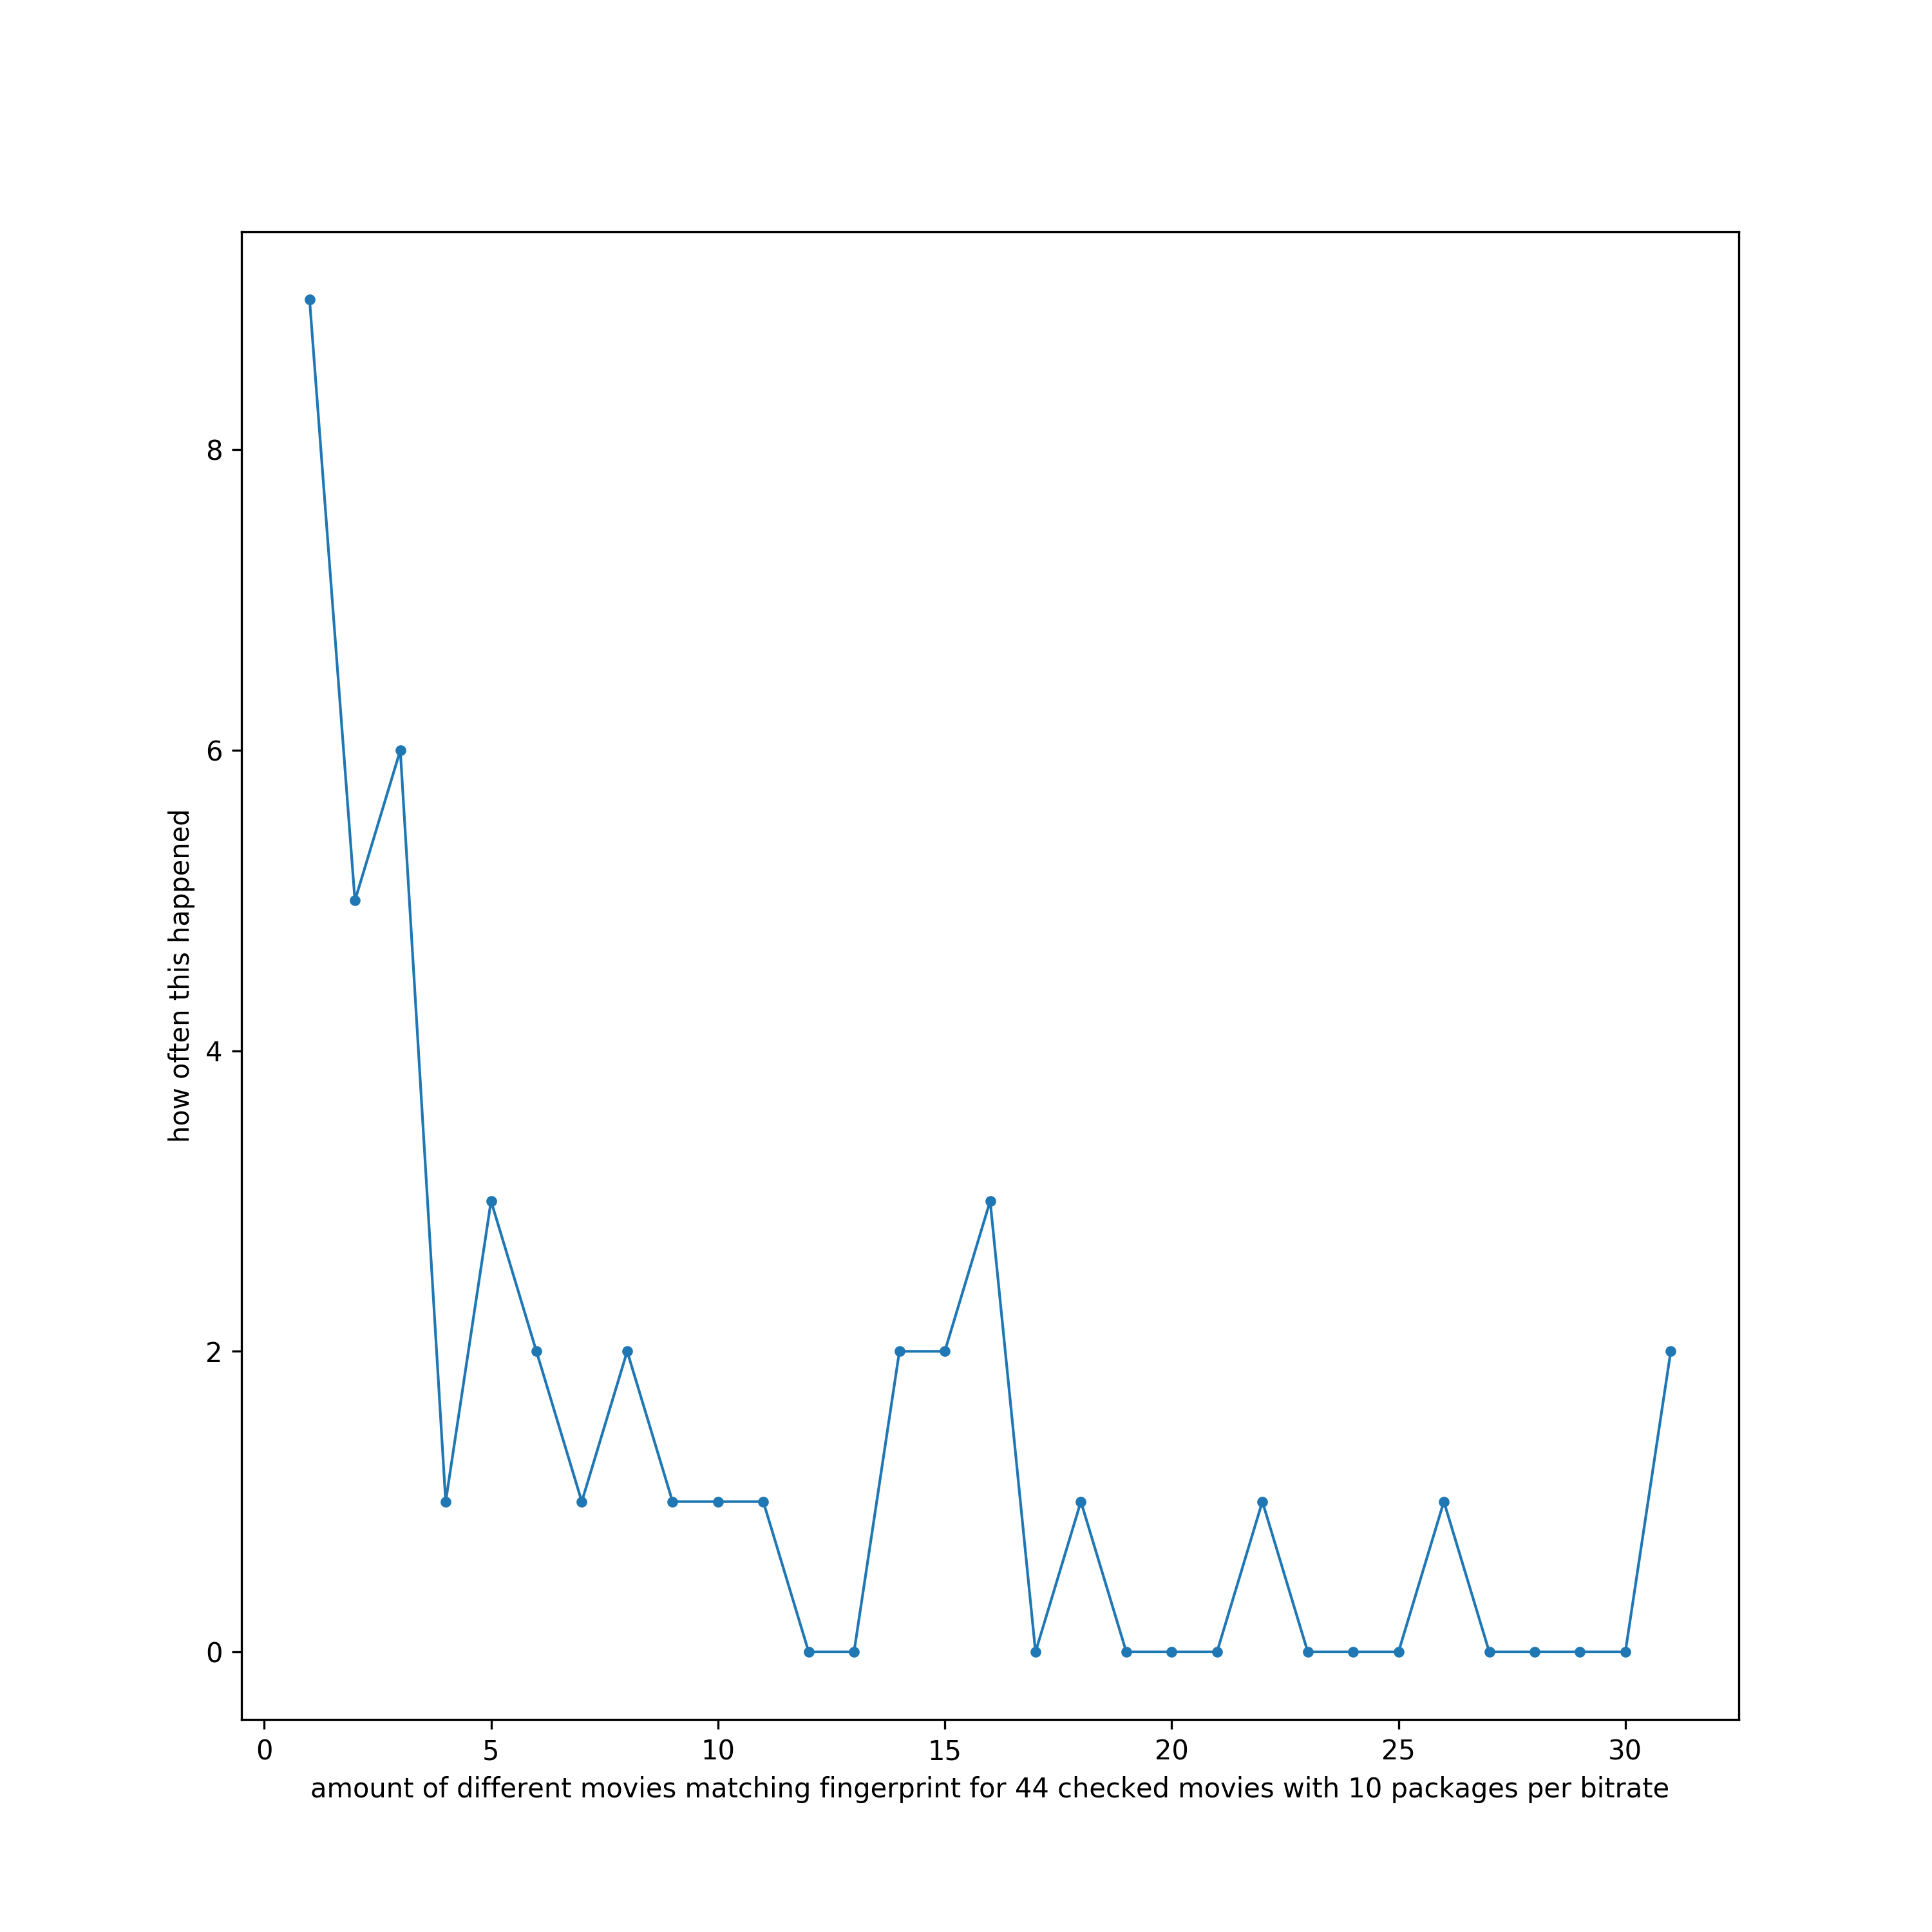 8
6
4
2
0
how often this happened
0 5 10 15 20 25 30
amount of different movies matching fingerprint for 44 checked movies with 10 packages per bitrate